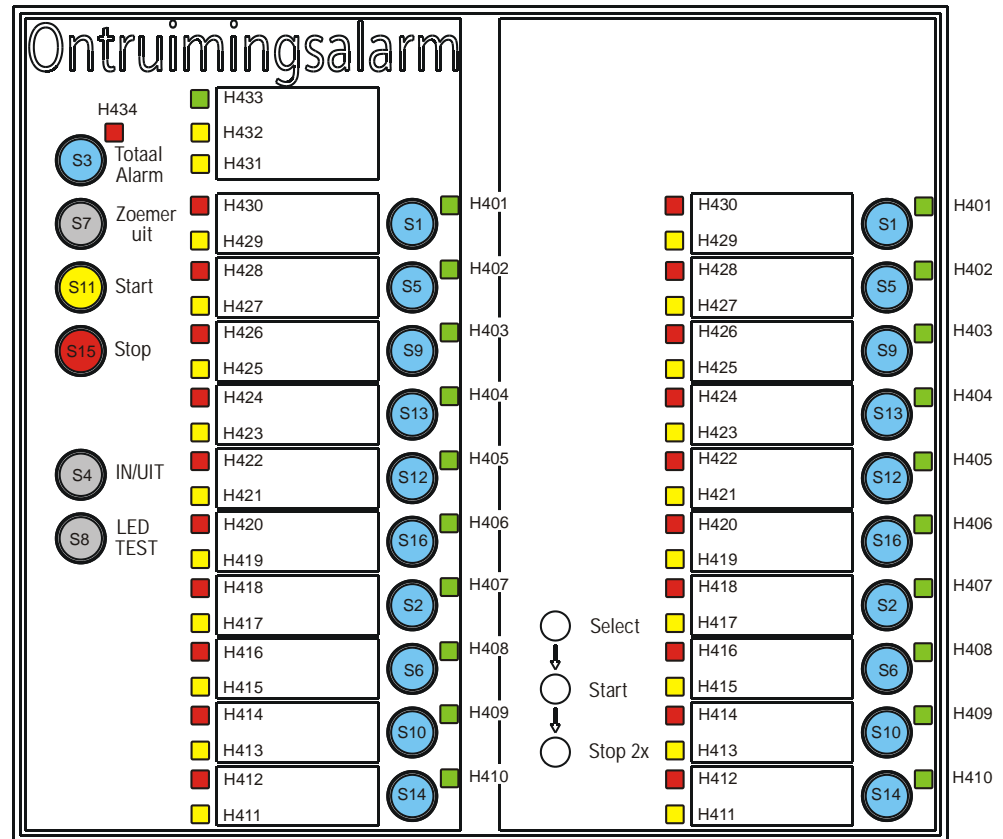 Ontruimingsalarm
H434
S3 Totaal
Alarm
S7 Zoemer
uit
S11 Start
S15 Stop
S4 IN/UIT
S8 LED
TEST
H433
H432
H431
H430 S1 H401
H429
H428 S5 H402
H427
H426 S9 H403
H425
H424 S13 H404
H423
H422 S12 H405
H421
H420 S16 H406
H419
H418 S2 H407
H417
H416 S6 H408
H415
H414 S10 H409
H413
H412 S14 H410
H411
Select
Start
Stop 2x
H430 S1 H401
H429
H428 S5 H402
H427
H426 S9 H403
H425
H424 S13 H404
H423
H422 S12 H405
H421
H420 S16 H406
H419
H418 S2 H407
H417
H416 S6 H408
H415
H414 S10 H409
H413
H412 S14 H410
H411